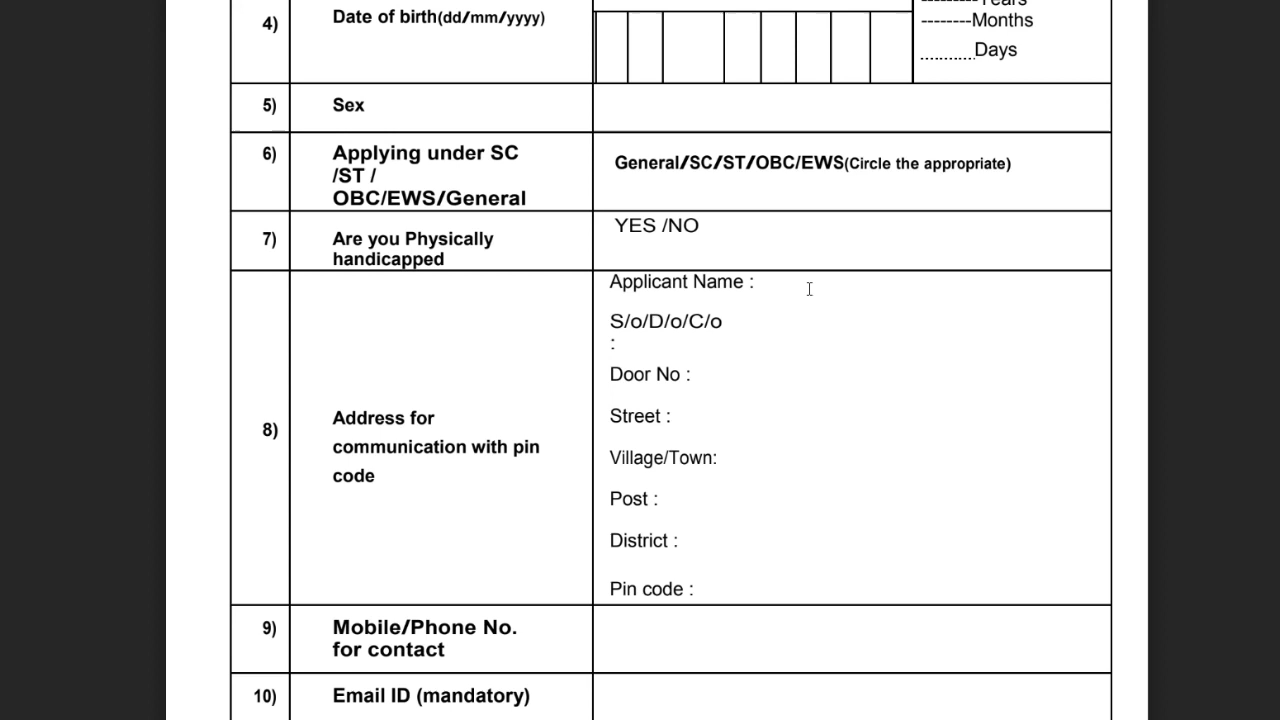 Years
4) Date of birth(dd/mm/yyyy)
--------Months
............Days
5) Sex
6) Applying under SC
/ST /
OBC/EWS/General
General/SC/ST/OBC/EWS(Circle the appropriate)
7) Are you Physically
handicapped
YES /NO
8) Address for
communication with pin
code
Applicant Name :
S/o/D/o/C/o
:
Door No :
Street :
Village/Town:
Post :
District :
Pin code :
9) Mobile/Phone No.
for contact
10) Email ID (mandatory)